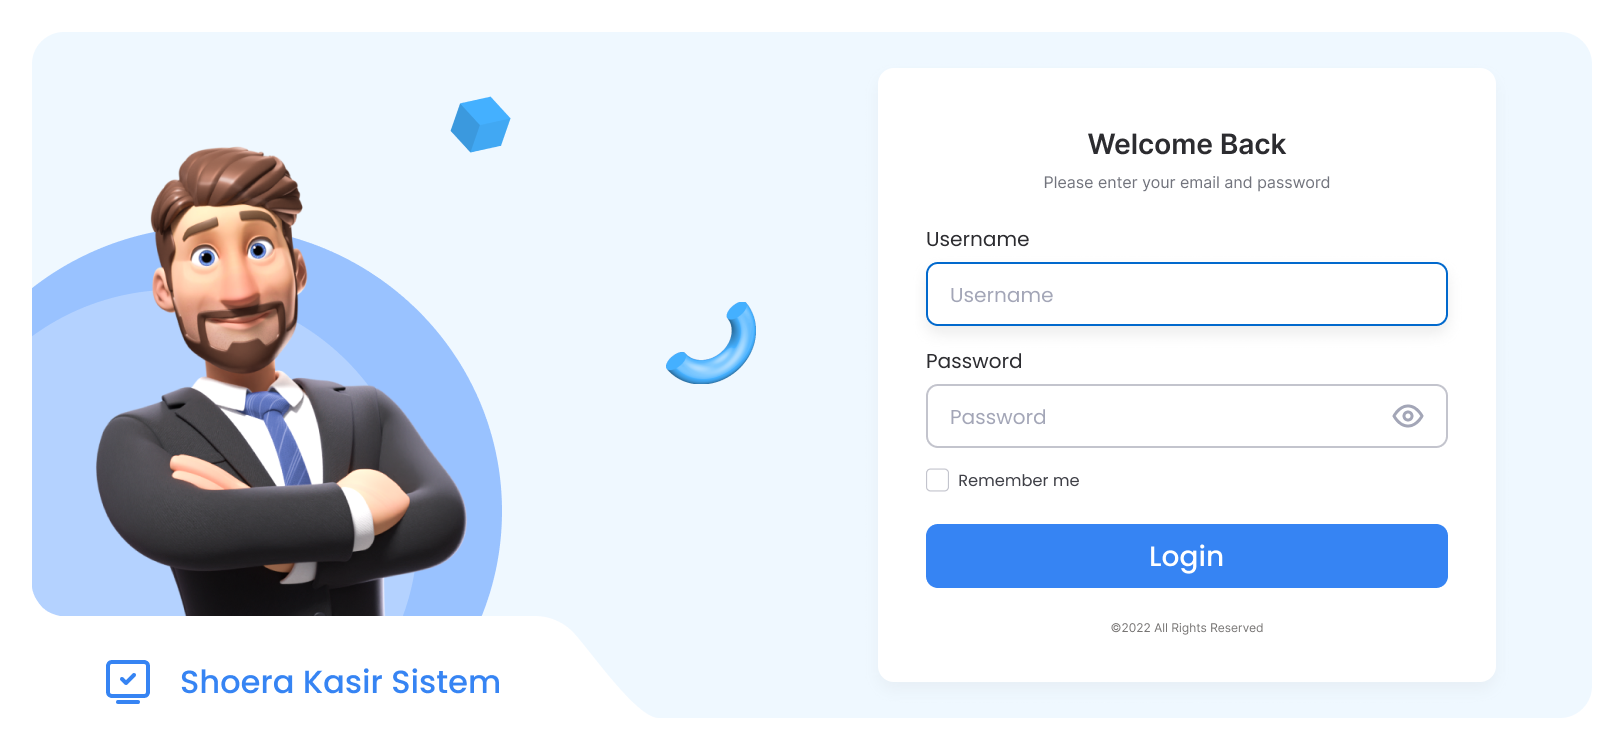 Welcome Back
Please enter your email and password
Username
Username
Password
Password
Remember me
Login
©2022 All Rights Reserved
Shoera Kasir Sistem